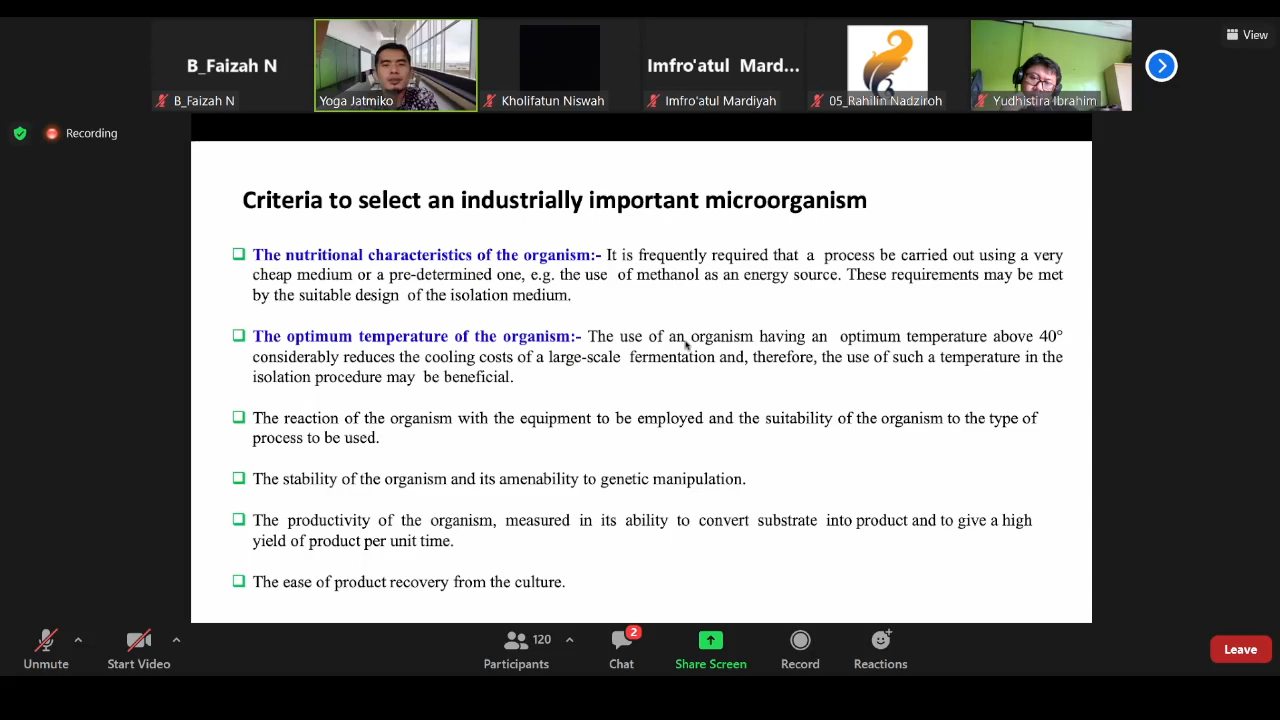 B_Faizah N
Imfro'atul Mard...
View
B_Faizah N
Yoga Jatmiko
Kholifatun Niswah
Imfro'atul Mardiyah
05_Rahilin Nadziroh
Yudhistira Ibrahim
Recording
Criteria to select an industrially important microorganism
The nutritional characteristics of the organism:- It is frequently required that a process be carried out using a very
cheap medium or a pre-determined one, e.g. the use of methanol as an energy source. These requirements may be met
by the suitable design of the isolation medium.
The optimum temperature of the organism:- The use of an organism having an optimum temperature above 40°
considerably reduces the cooling costs of a large-scale fermentation and, therefore, the use of such a temperature in the
isolation procedure may be beneficial.
The reaction of the organism with the equipment to be employed and the suitability of the organism to the type of
process to be used.
The stability of the organism and its amenability to genetic manipulation.
The productivity of the organism, measured in its ability to convert substrate into product and to give a high
yield of product per unit time.
The ease of product recovery from the culture.
120
2
Unmute
Start Video
Participants
Chat
Share Screen
Record
Reactions
Leave